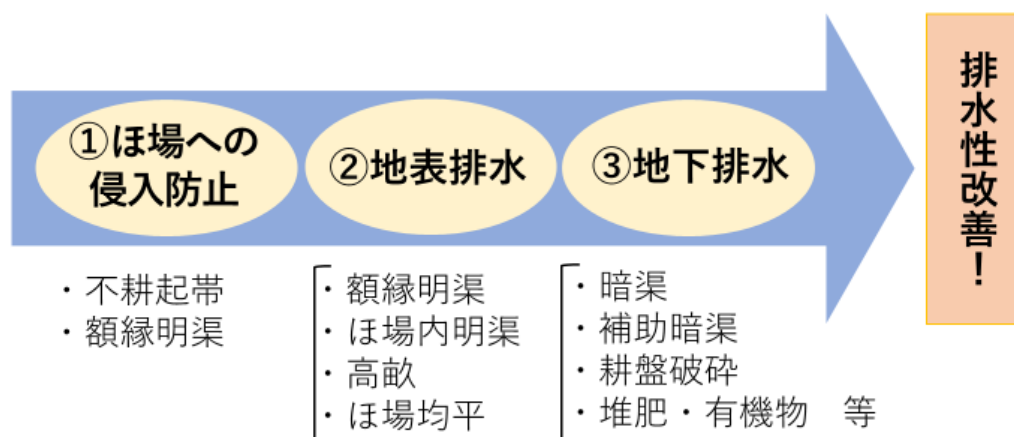 ①ほ場への
侵入防止
②地表排水
③地下排水
排水性改善！
・不耕起帯
・額縁明渠
・額縁明渠
・ほ場内明渠
・高畝
・ほ場均平
・暗渠
・補助暗渠
・耕盤破砕
・堆肥・有機物　等